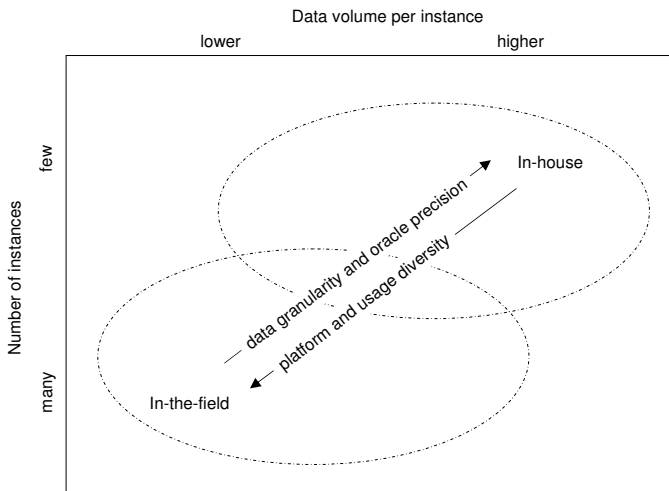 Data volume per instance
lower
higher
Number of instances
few
many
In-house
data granularity and oracle precision
platform and usage diversity
In-the-field